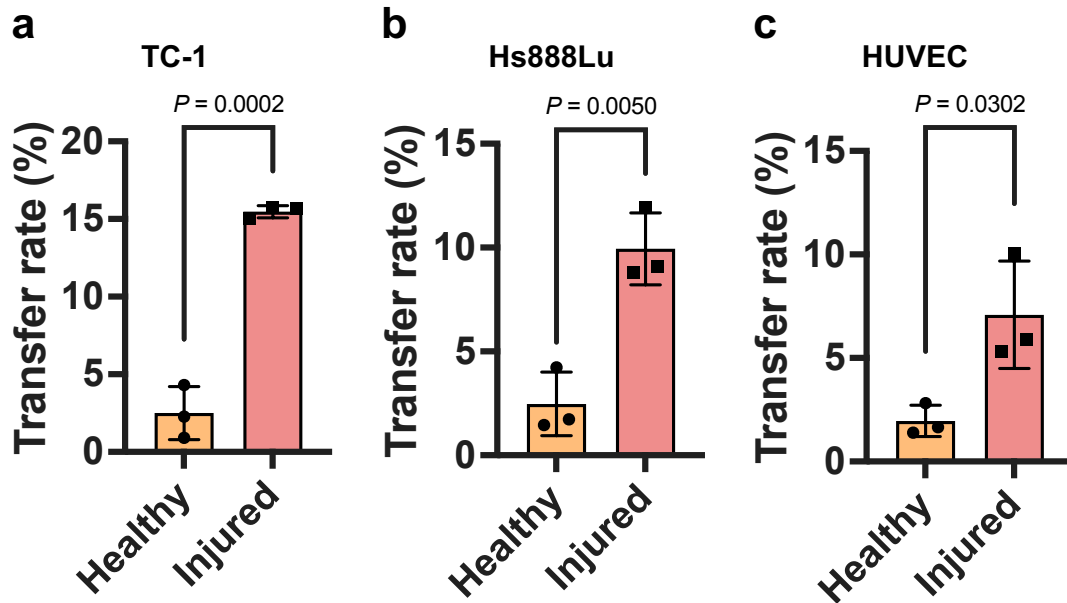 a
TC-1
P = 0.0002
Transfer rate (%)
20
15
10
5
0
Healthy
Injured
b
Hs888Lu
P = 0.0050
Transfer rate (%)
15
10
5
0
Healthy
Injured
c
HUVEC
P = 0.0302
Transfer rate (%)
15
10
5
0
Healthy
Injured